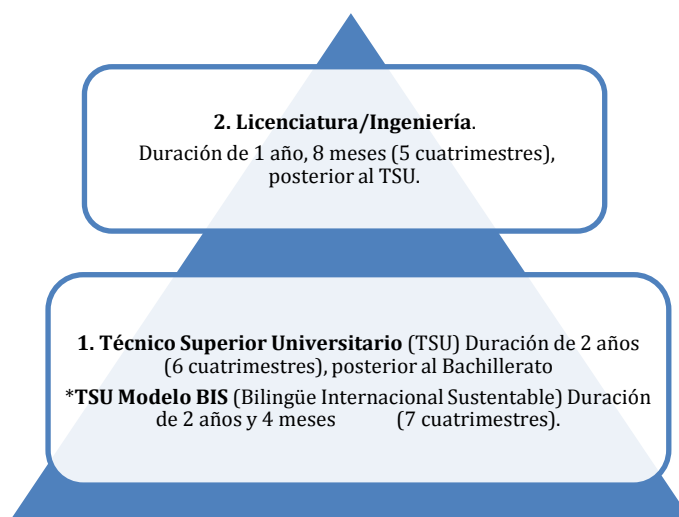 2. Licenciatura/Ingeniería.
Duración de 1 año, 8 meses (5 cuatrimestres),
posterior al TSU.
1. Técnico Superior Universitario (TSU) Duración de 2 años
(6 cuatrimestres), posterior al Bachillerato
*TSU Modelo BIS (Bilingüe Internacional Sustentable) Duración
de 2 años y 4 meses (7 cuatrimestres).